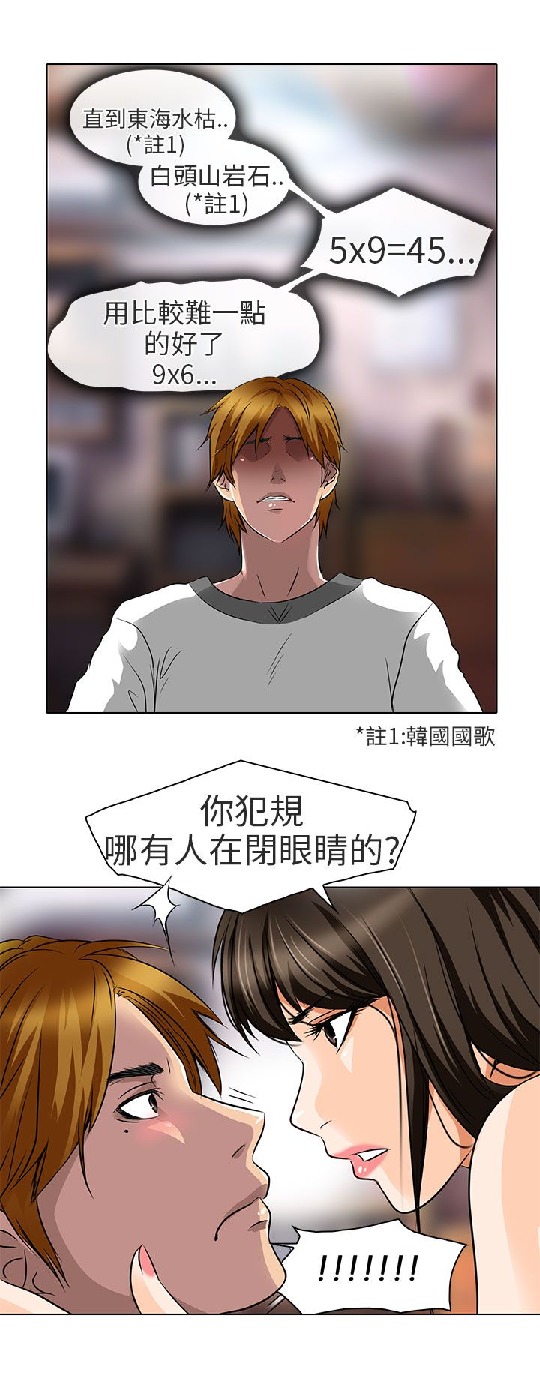 直到東海水枯..
(*註1)
白頭山岩石..
(*註1)
5x9=45...
用比較難一點
的好了
9x6...
*註1:韓國國歌
你犯規
哪有人在閉眼睛的?
!!!!!!!